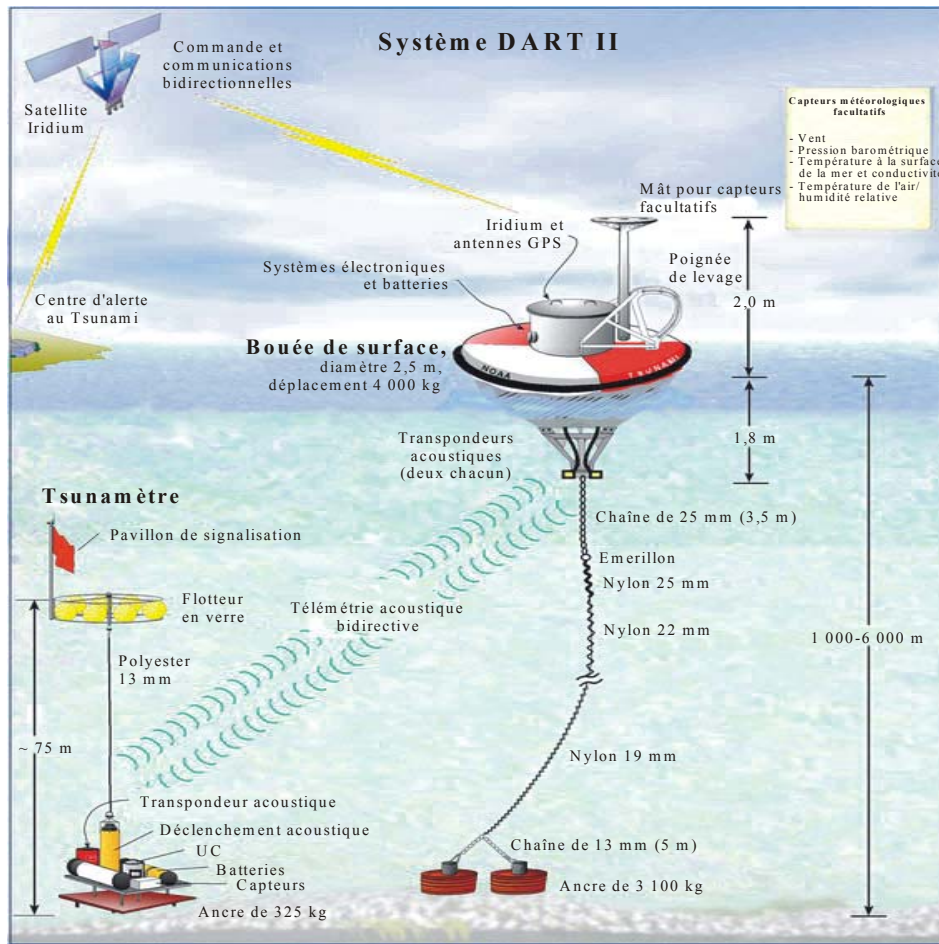 Système DART II
Commande et
communications
bidirectionnelles
Satellite
Iridium
Capteurs météorologiques
facultatifs
- Vent
- Pression barométrique
- Température à la surface
de la mer et conductivité
- Température de l'air/
humidité relative
Mât pour capteurs
facultatifs
Iridium et
antennes GPS
Systèmes électroniques
et batteries
Poignée
de levage
2,0 m
Centre d'alerte
au Tsunami
Bouée de surface,
diamètre 2,5 m,
déplacement 4 000 kg
NOAA
TSUNAMI
Transpondeurs
acoustiques
(deux chacun)
1,8 m
Tsunamètre
Pavillon de signalisation
Chaîne de 25 mm (3,5 m)
Emerillon
Nylon 25 mm
Flotteur
en verre
Télémétrie acoustique
bidirective
Nylon 22 mm
1 000-6 000 m
Polyester
13 mm
~ 75 m
Nylon 19 mm
Transpondeur acoustique
Déclenchement acoustique
UC
Batteries
Capteurs
Ancre de 325 kg
Chaîne de 13 mm (5 m)
Ancre de 3 100 kg